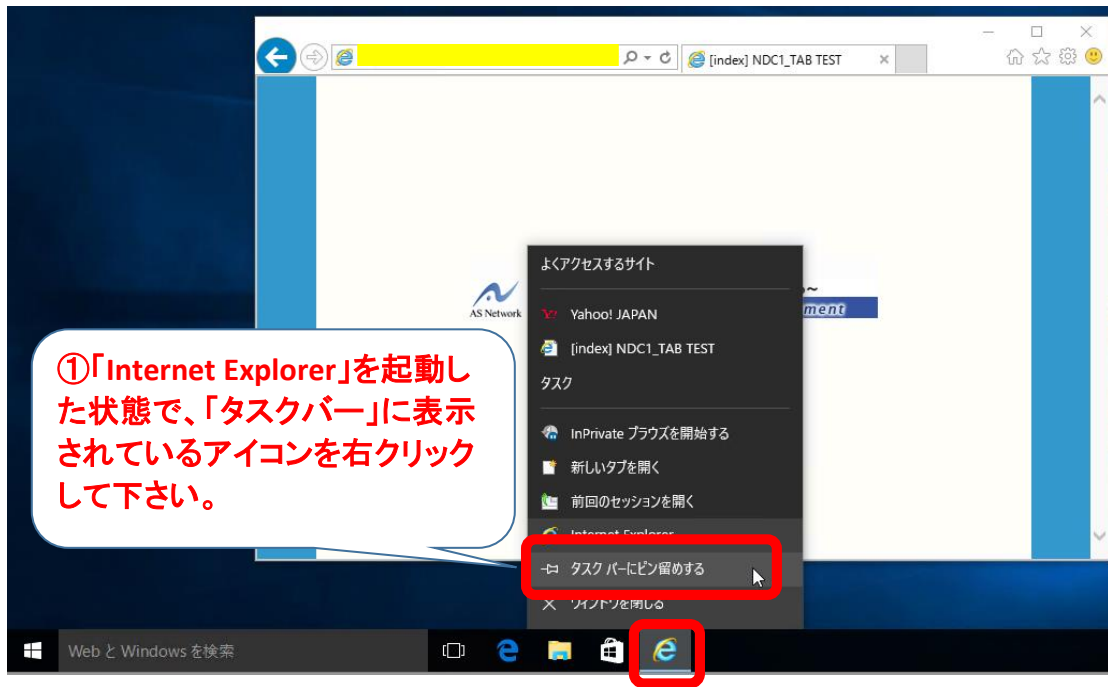 [index] NDC1_TAB TEST
よくアクセスするサイト
AS Network
ment
Yahoo! JAPAN
[index] NDC1_TAB TEST
タスク
①「Internet Explorer」を起動し
た状態で、「タスクバー」に表示
されているアイコンを右クリック
して下さい。
InPrivate ブラウズを開始する
新しいタブを開く
前回のセッションを開く
Internet Explorer
タスク バーにピン留めする
ウィンドウを閉じる
Web と Windows を検索